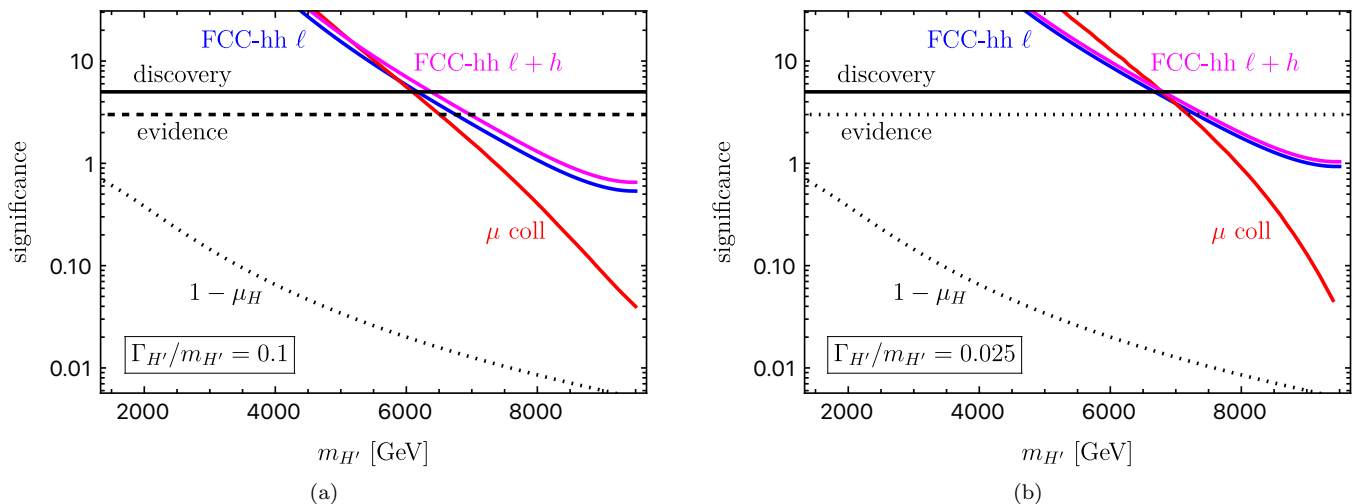 FCC-hh ℓ
FCC-hh ℓ + h
discovery
evidence
μ coll
1 − μ_H
Γ_H′/m_H′ = 0.1
significance
10
1
0.10
0.01
2000 4000 6000 8000
m_H′ [GeV]
(a)
FCC-hh ℓ
FCC-hh ℓ + h
discovery
evidence
μ coll
1 − μ_H
Γ_H′/m_H′ = 0.025
significance
10
1
0.10
0.01
2000 4000 6000 8000
m_H′ [GeV]
(b)